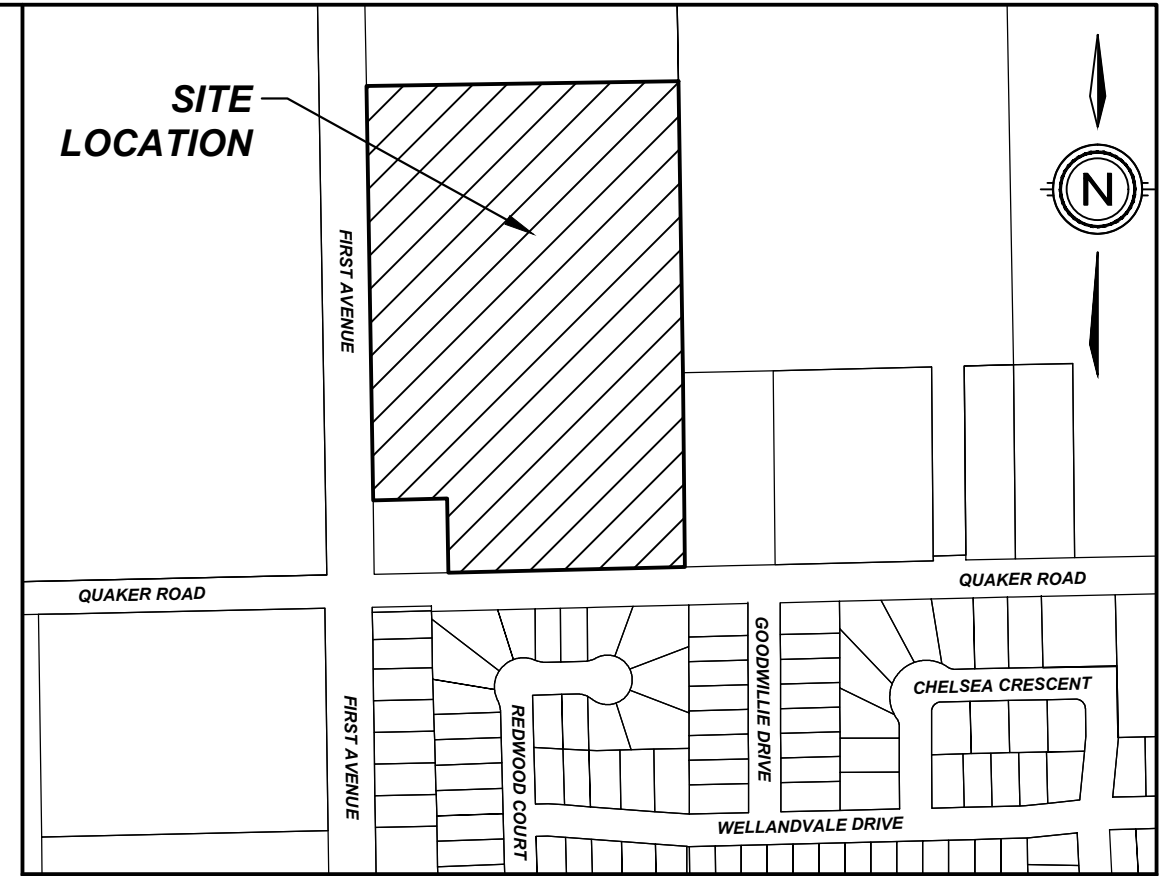 SITE
LOCATION
N
FIRST AVENUE
QUAKER ROAD
QUAKER ROAD
GOODWILLIE DRIVE
CHELSEA CRESCENT
FIRST AVENUE
REDWOOD COURT
WELLANDVALE DRIVE